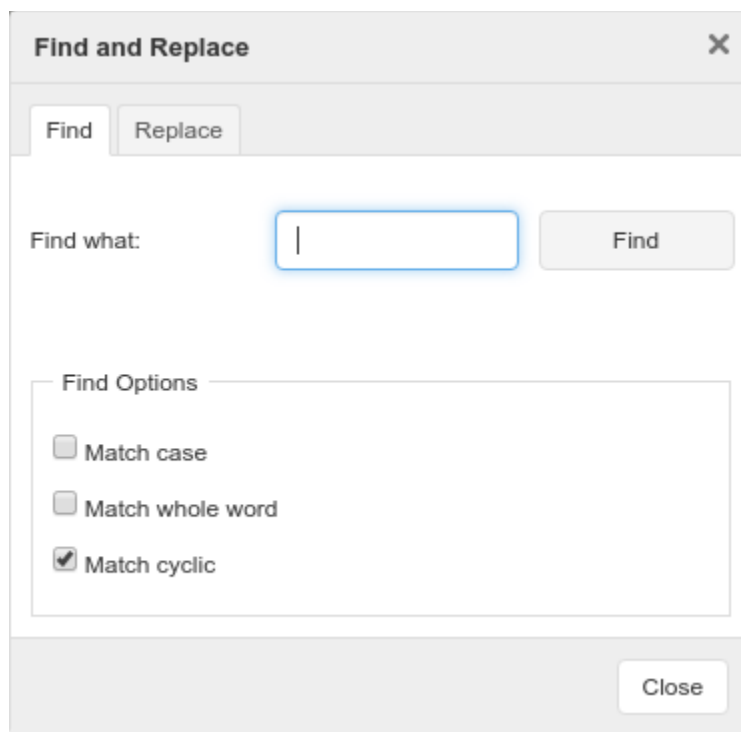 Find and Replace
Find Replace
Find what: Find
Find Options
Match case
Match whole word
Match cyclic
Close